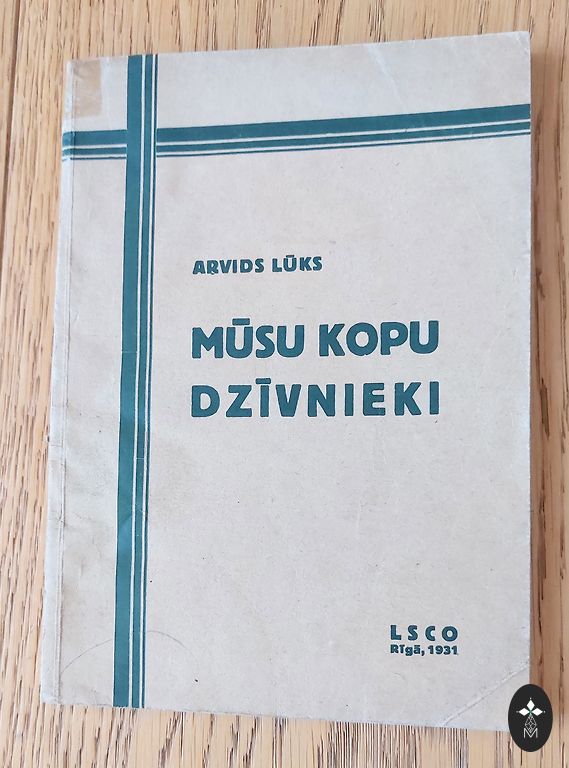 ARVIDS LŪKS
MŪSU KOPU
DZĪVNIEKI
LSCO
Rīgā, 1931